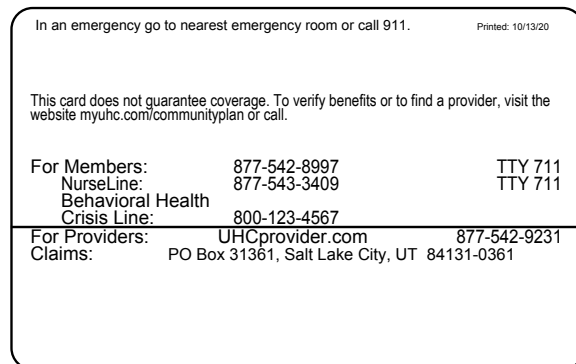 In an emergency go to nearest emergency room or call 911. Printed: 10/13/20
This card does not guarantee coverage. To verify benefits or to find a provider, visit the
website myuhc.com/communityplan or call.
For Members: 877-542-8997 TTY 711
NurseLine: 877-543-3409 TTY 711
Behavioral Health
Crisis Line: 800-123-4567
For Providers: UHCprovider.com 877-542-9231
Claims: PO Box 31361, Salt Lake City, UT 84131-0361